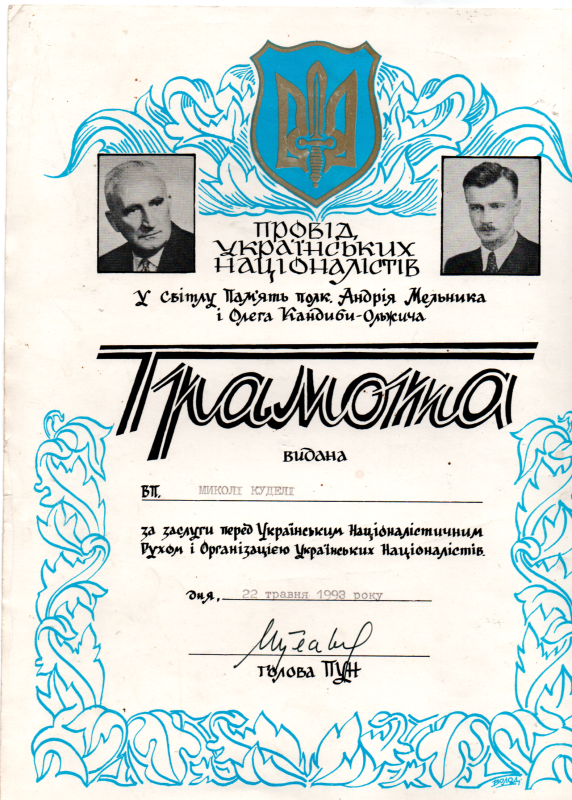 ПРОВІД
УКРАЇНСЬКИХ
НАЦІОНАЛІСТІВ
У Світлу Пам'ять полк. Андрія Мельника
і Олега Кандиби-Ольжича
Грамота
видана
ВП. МИКОЛІ КУДЕЛІ
за заслуги перед Українським Націоналістичним
Рухом і Організацією Українських Націоналістів.
дня, 22 травня 1993 року
голова ПУН